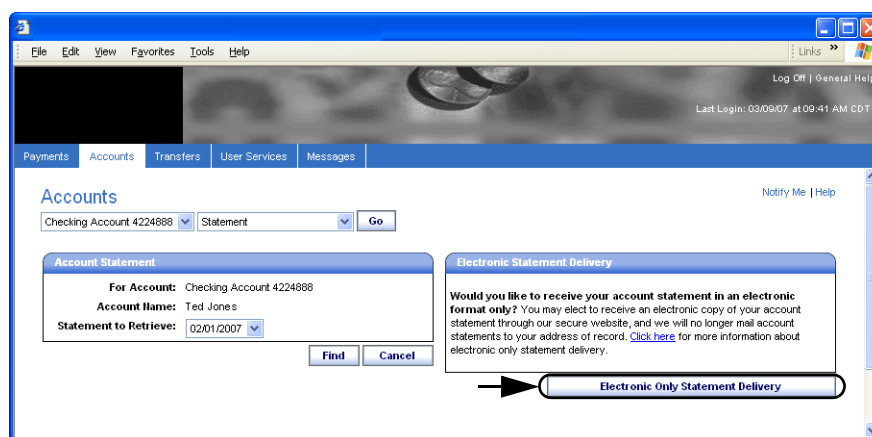 File Edit View Favorites Tools Help Links »
Log Off | General Help
Last Login: 03/09/07 at 09:41 AM CDT
Payments Accounts Transfers User Services Messages
Accounts
Notify Me | Help
Checking Account 4224888 Statement Go
Account Statement
For Account: Checking Account 4224888
Account Name: Ted Jones
Statement to Retrieve: 02/01/2007
Find Cancel
Electronic Statement Delivery
Would you like to receive your account statement in an electronic
format only? You may elect to receive an electronic copy of your account
statement through our secure website, and we will no longer mail account
statements to your address of record. Click here for more information about
electronic only statement delivery.
Electronic Only Statement Delivery